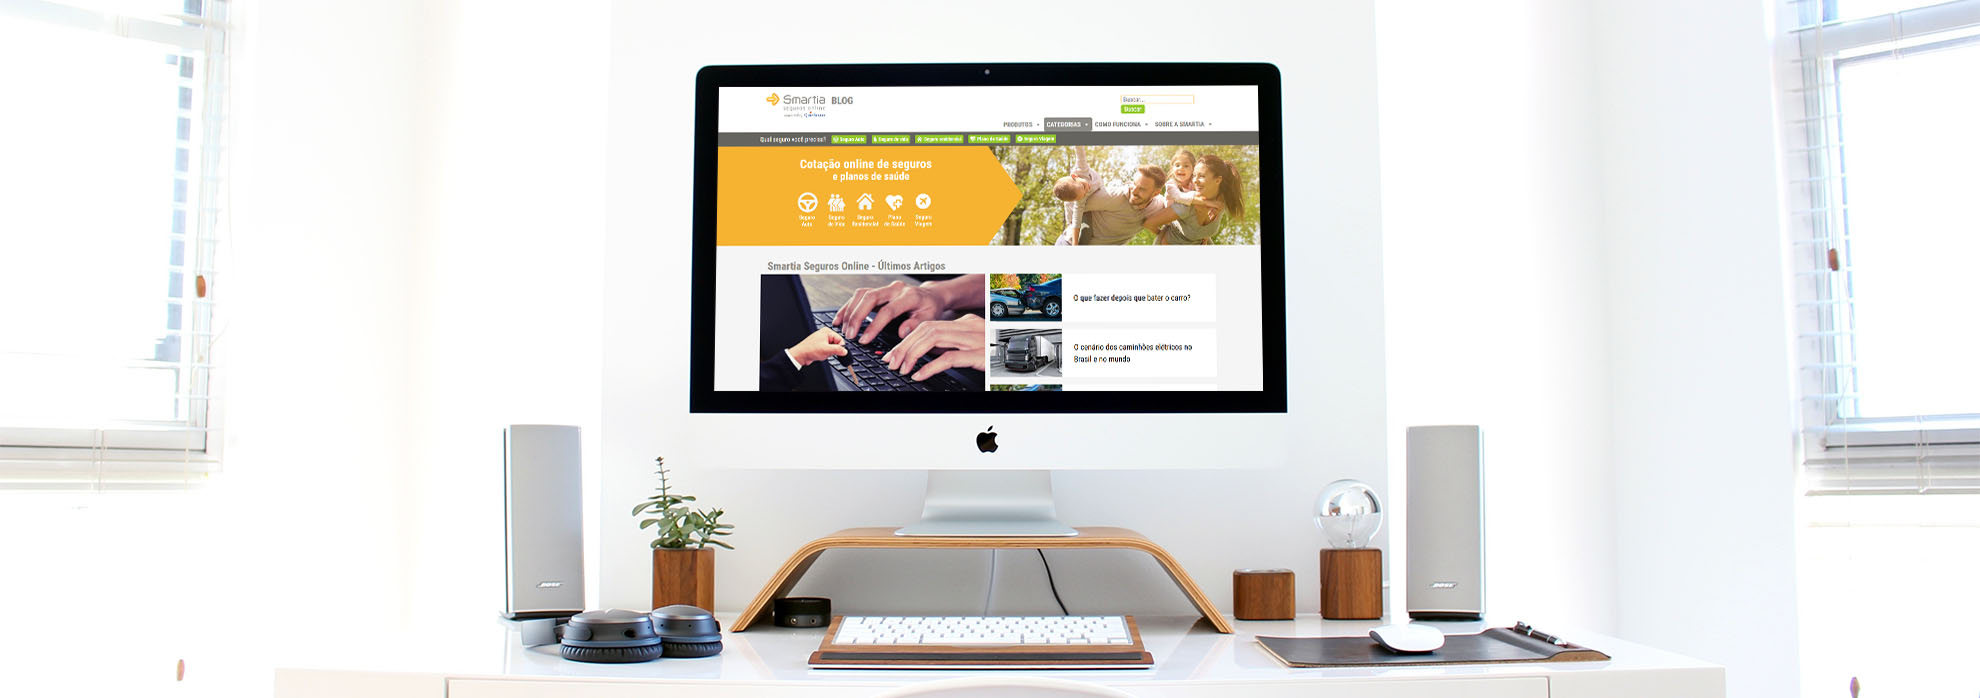 Smartia BLOG
seguros online
Buscar...
Buscar
PRODUTOS CATEGORIAS COMO FUNCIONA SOBRE A SMARTIA
Qual seguro você precisa? Seguro Auto Seguro de Vida Seguro residencial Plano de Saúde Seguro Viagem
Cotação online de seguros
e planos de saúde
Seguro Seguro Seguro Plano Seguro
Auto de Vida Residencial de Saúde Viagem
Smartia Seguros Online - Últimos Artigos
O que fazer depois que bater o carro?
O cenário dos caminhões elétricos no
Brasil e no mundo
BOSE
BOSE